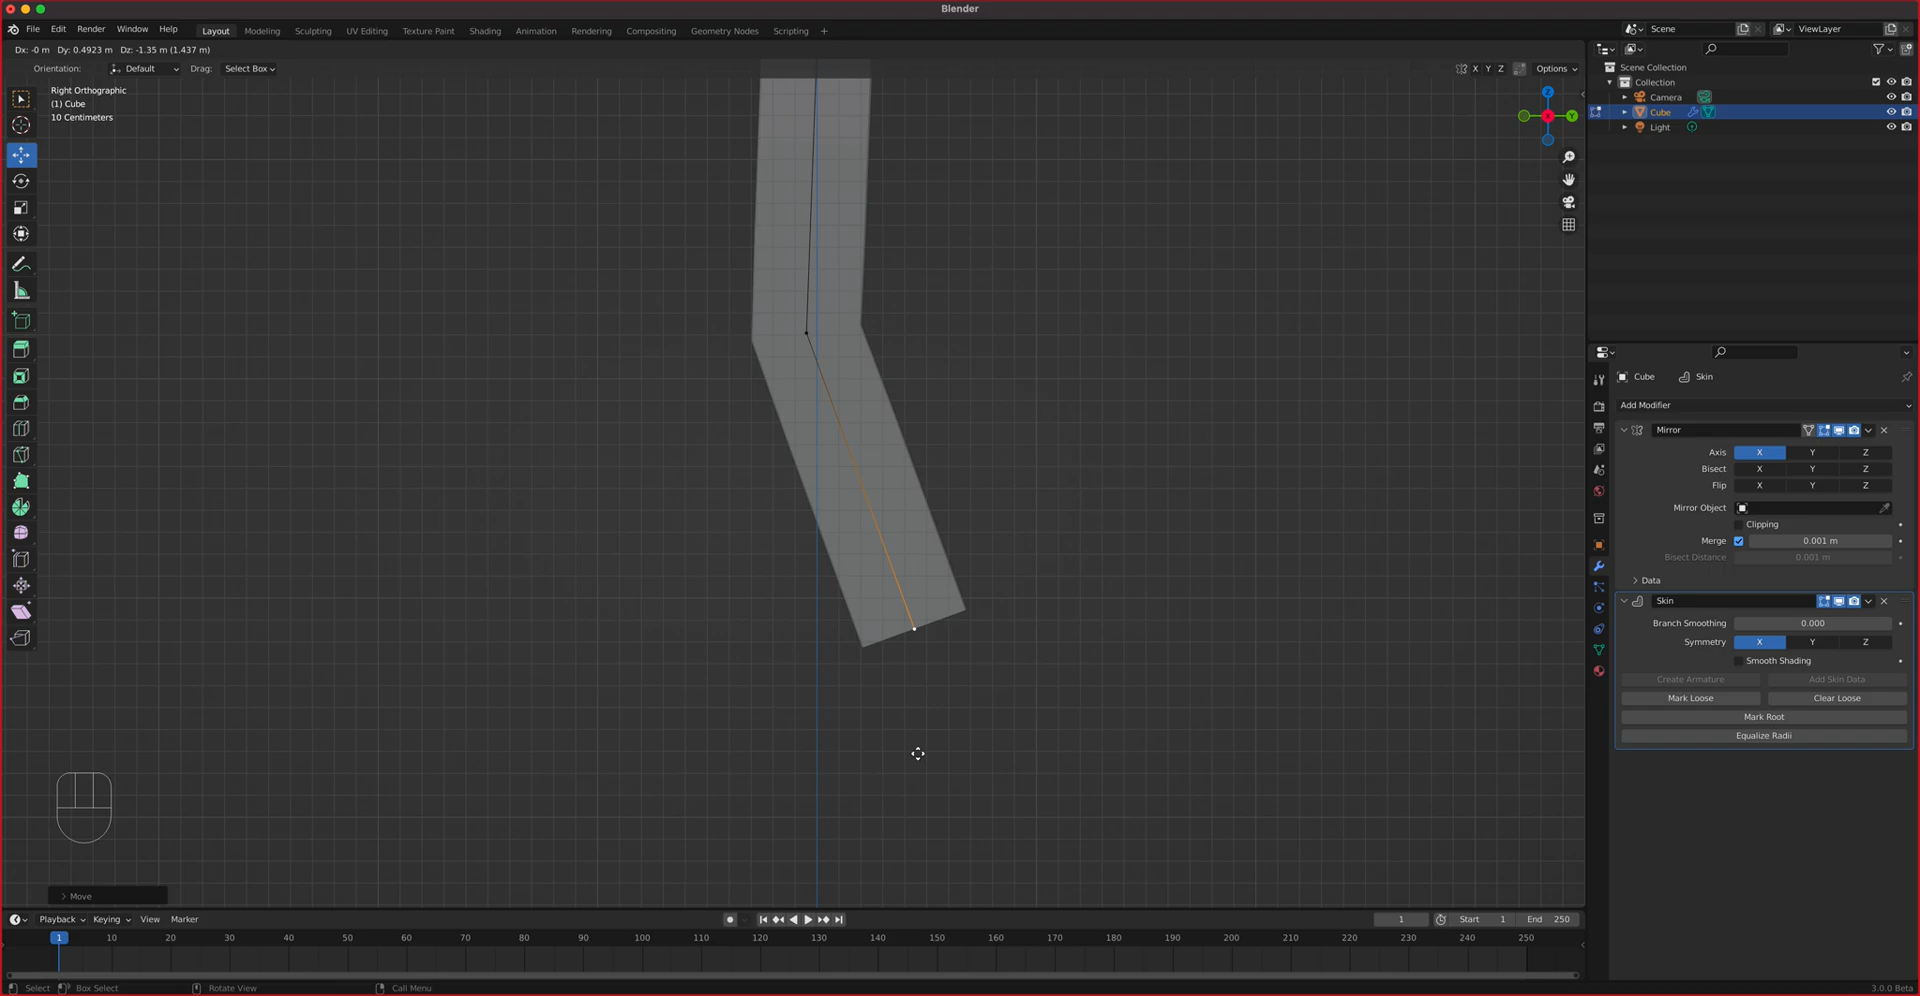 Blender
File Edit Render Window Help Layout Modeling Sculpting UV Editing Texture Paint Shading Animation Rendering Compositing Geometry Nodes Scripting + Scene ViewLayer
Dx: -0 m Dy: 0.4923 m Dz: -1.35 m (1.437 m)
Orientation: Default Drag: Select Box X Y Z Options
Right Orthographic
(1) Cube
10 Centimeters
Z
Y
X
Scene Collection
Collection
Camera
Cube
Light
Cube Skin
Add Modifier
Mirror
Axis X Y Z
Bisect X Y Z
Flip X Y Z
Mirror Object
Clipping
Merge 0.001 m
Bisect Distance 0.001 m
Data
Skin
Branch Smoothing 0.000
Symmetry X Y Z
Smooth Shading
Create Armature Add Skin Data
Mark Loose Clear Loose
Mark Root
Equalize Radii
Move
Playback Keying View Marker 1 Start 1 End 250
1 10 20 30 40 50 60 70 80 90 100 110 120 130 140 150 160 170 180 190 200 210 220 230 240 250
Select Box Select Rotate View Call Menu 3.0.0 Beta